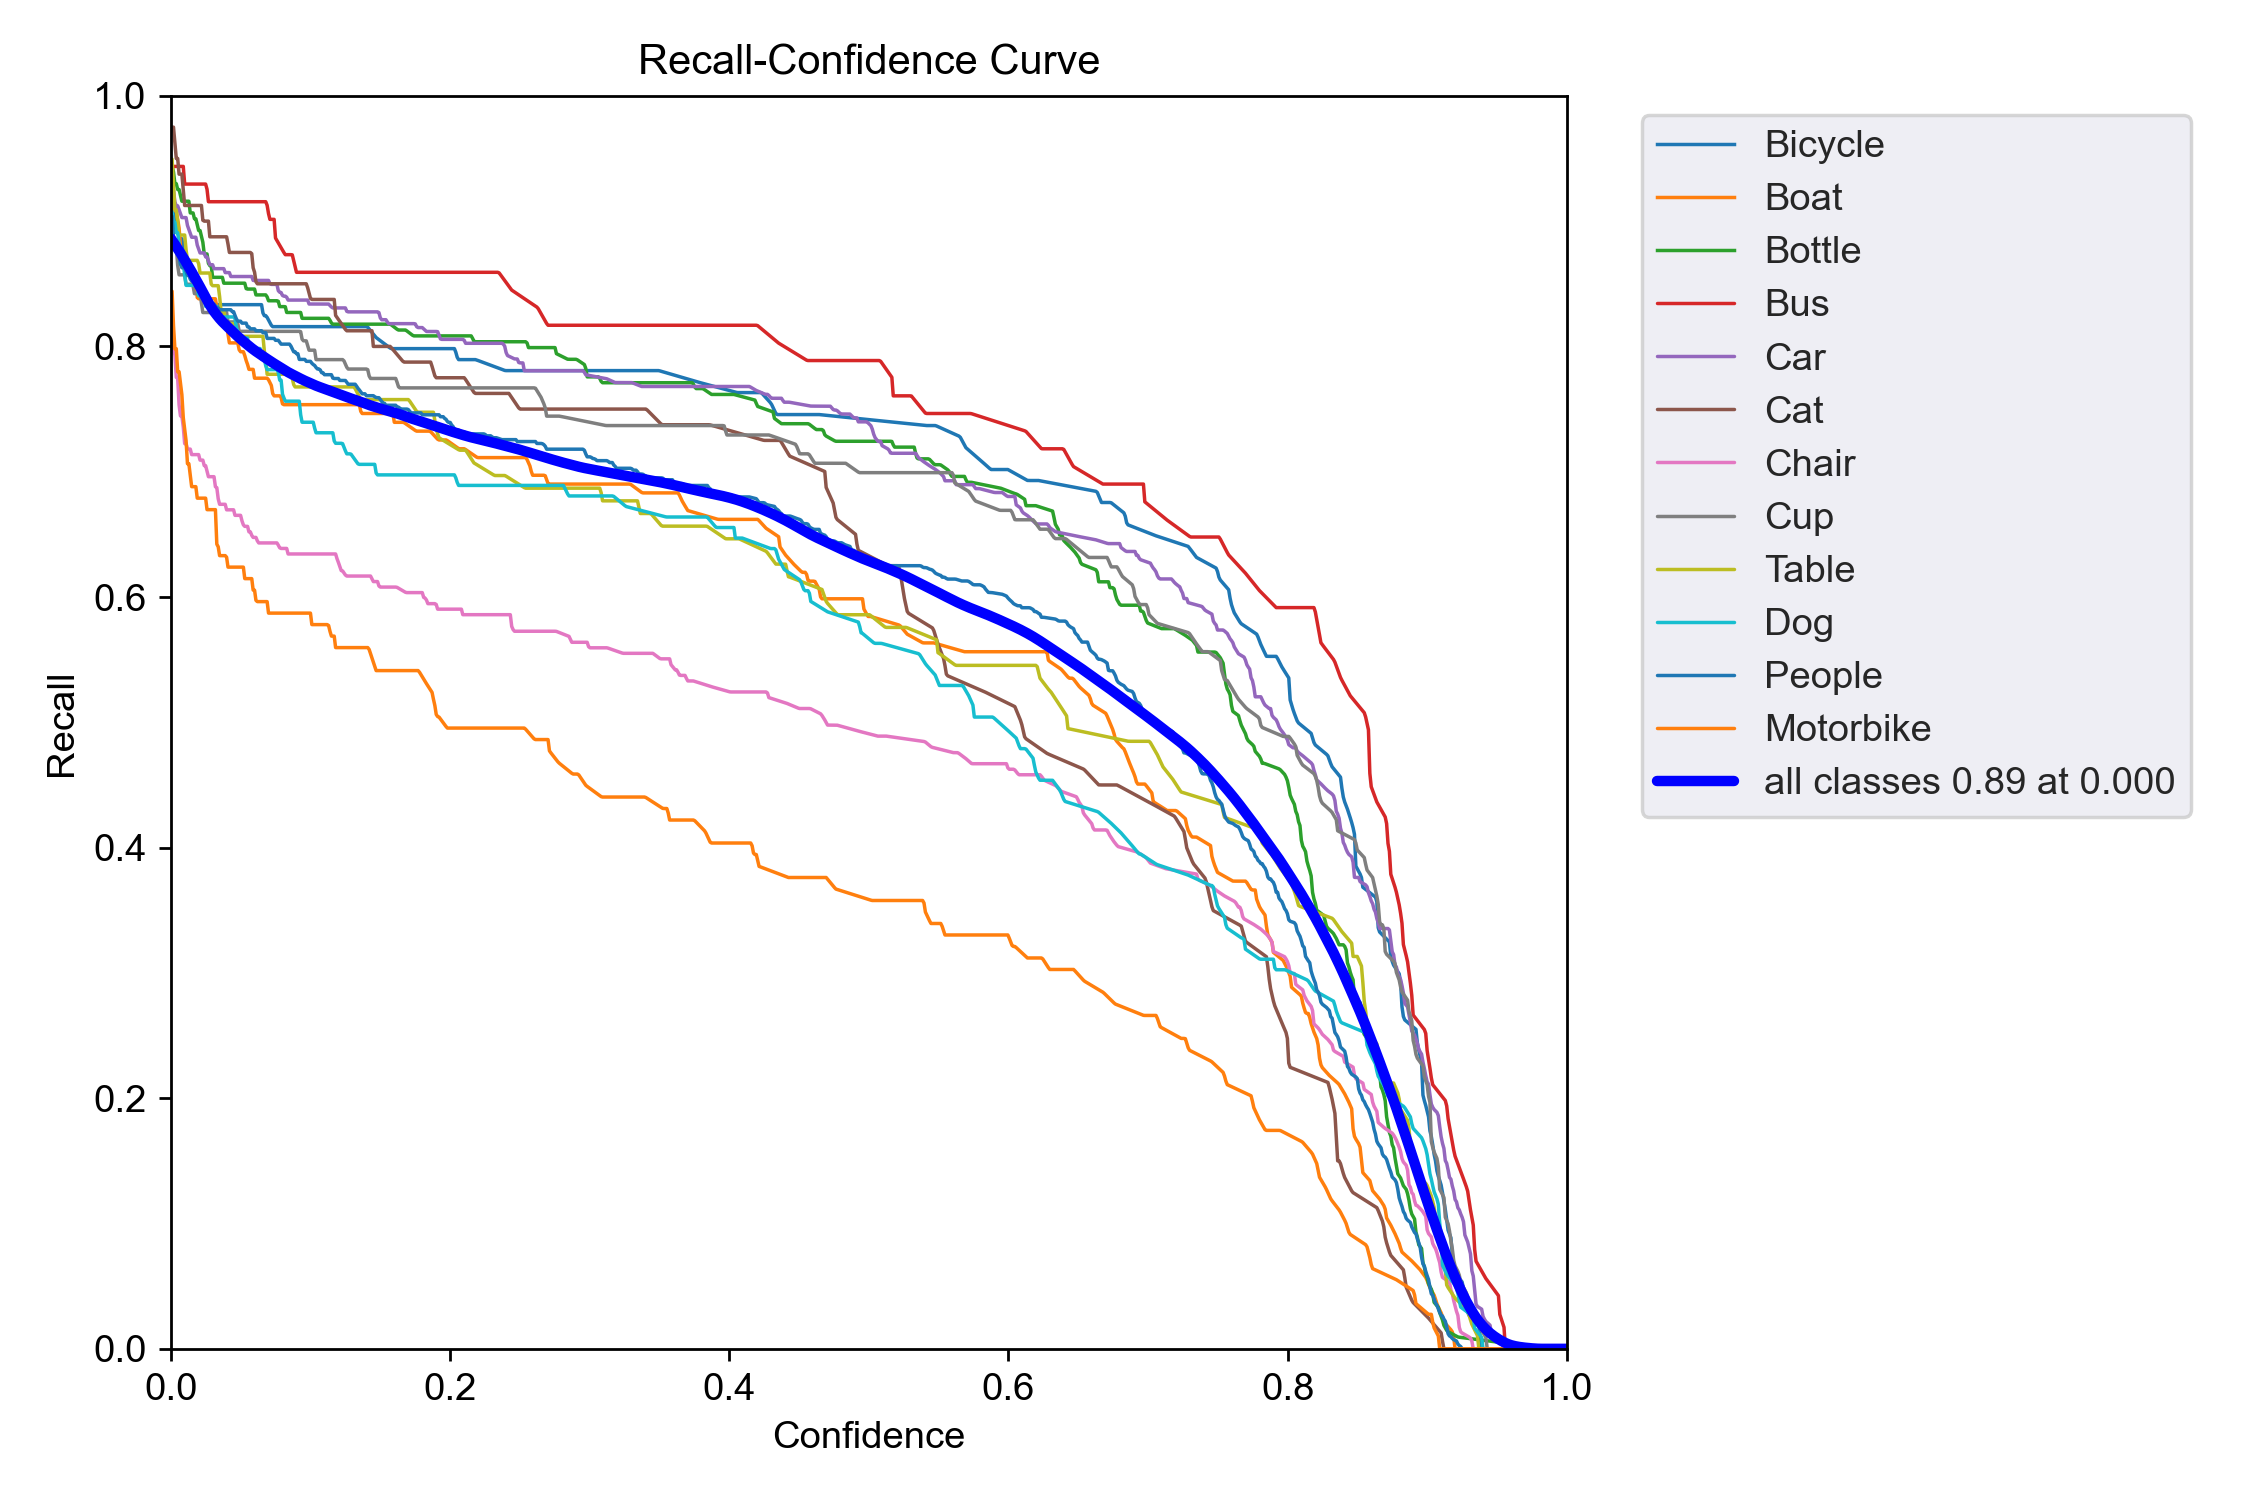 Recall-Confidence Curve
1.0
0.8
0.6
0.4
0.2
0.0
Recall
0.0 0.2 0.4 0.6 0.8 1.0
Confidence
Bicycle
Boat
Bottle
Bus
Car
Cat
Chair
Cup
Table
Dog
People
Motorbike
all classes 0.89 at 0.000